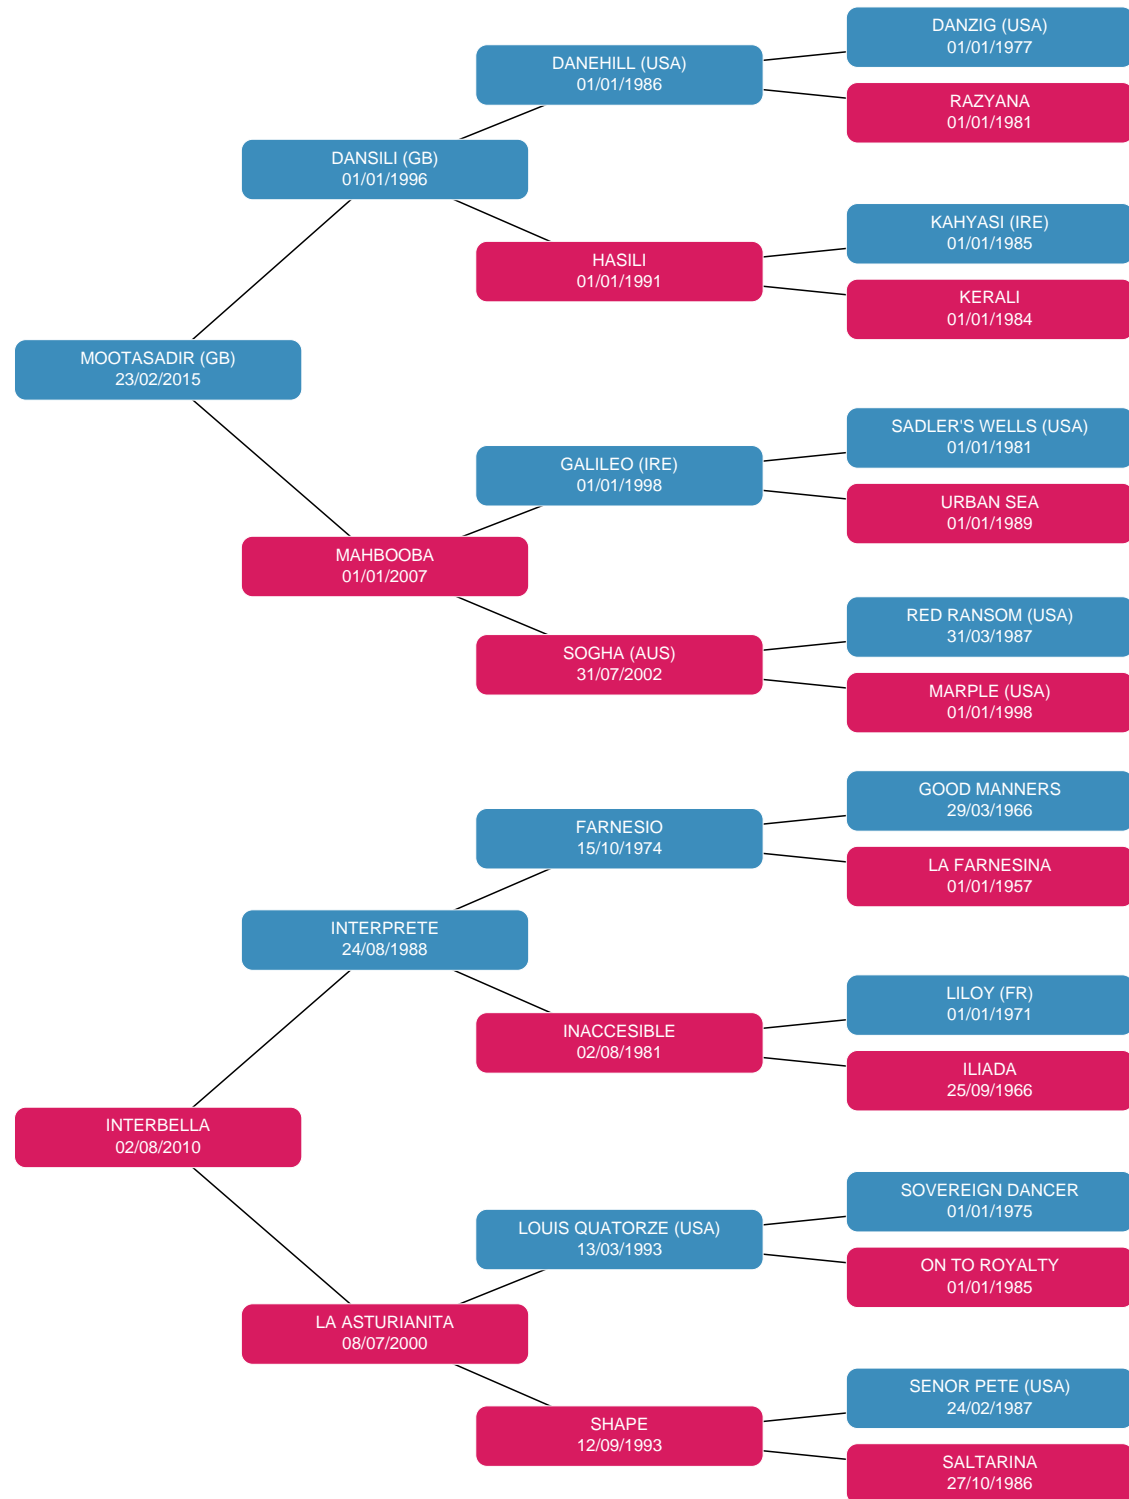 DANZIG (USA)
01/01/1977
DANEHILL (USA)
01/01/1986
RAZYANA
01/01/1981
DANSILI (GB)
01/01/1996
KAHYASI (IRE)
01/01/1985
HASILI
01/01/1991
KERALI
01/01/1984
MOOTASADIR (GB)
23/02/2015
SADLER'S WELLS (USA)
01/01/1981
GALILEO (IRE)
01/01/1998
URBAN SEA
01/01/1989
MAHBOOBA
01/01/2007
RED RANSOM (USA)
31/03/1987
SOGHA (AUS)
31/07/2002
MARPLE (USA)
01/01/1998
GOOD MANNERS
29/03/1966
FARNESIO
15/10/1974
LA FARNESINA
01/01/1957
INTERPRETE
24/08/1988
LILOY (FR)
01/01/1971
INACCESIBLE
02/08/1981
ILIADA
25/09/1966
INTERBELLA
02/08/2010
SOVEREIGN DANCER
01/01/1975
LOUIS QUATORZE (USA)
13/03/1993
ON TO ROYALTY
01/01/1985
LA ASTURIANITA
08/07/2000
SENOR PETE (USA)
24/02/1987
SHAPE
12/09/1993
SALTARINA
27/10/1986